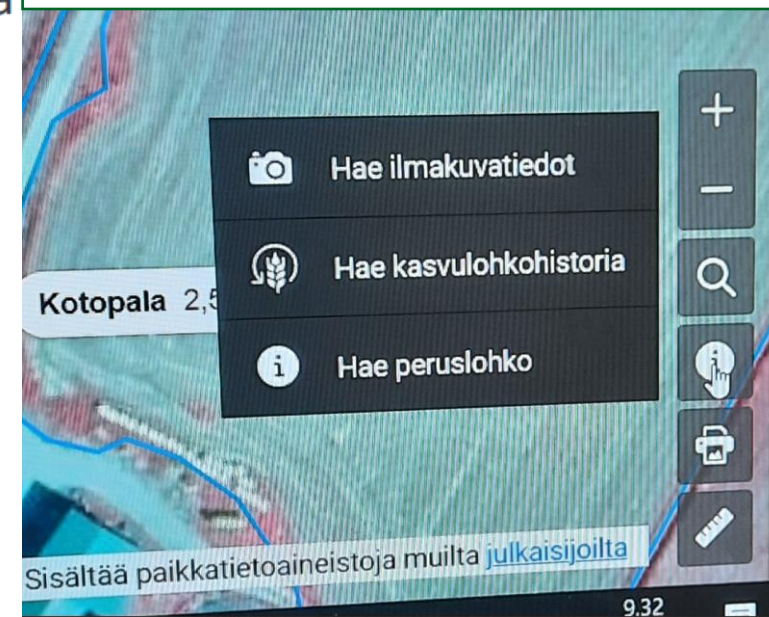 Hae ilmakuvatiedot
Hae kasvulohkohistoria
Kotopala 2,5
Hae peruslohko
Sisältää paikkatietoaineistoja muilta julkaisijoilta
9.32